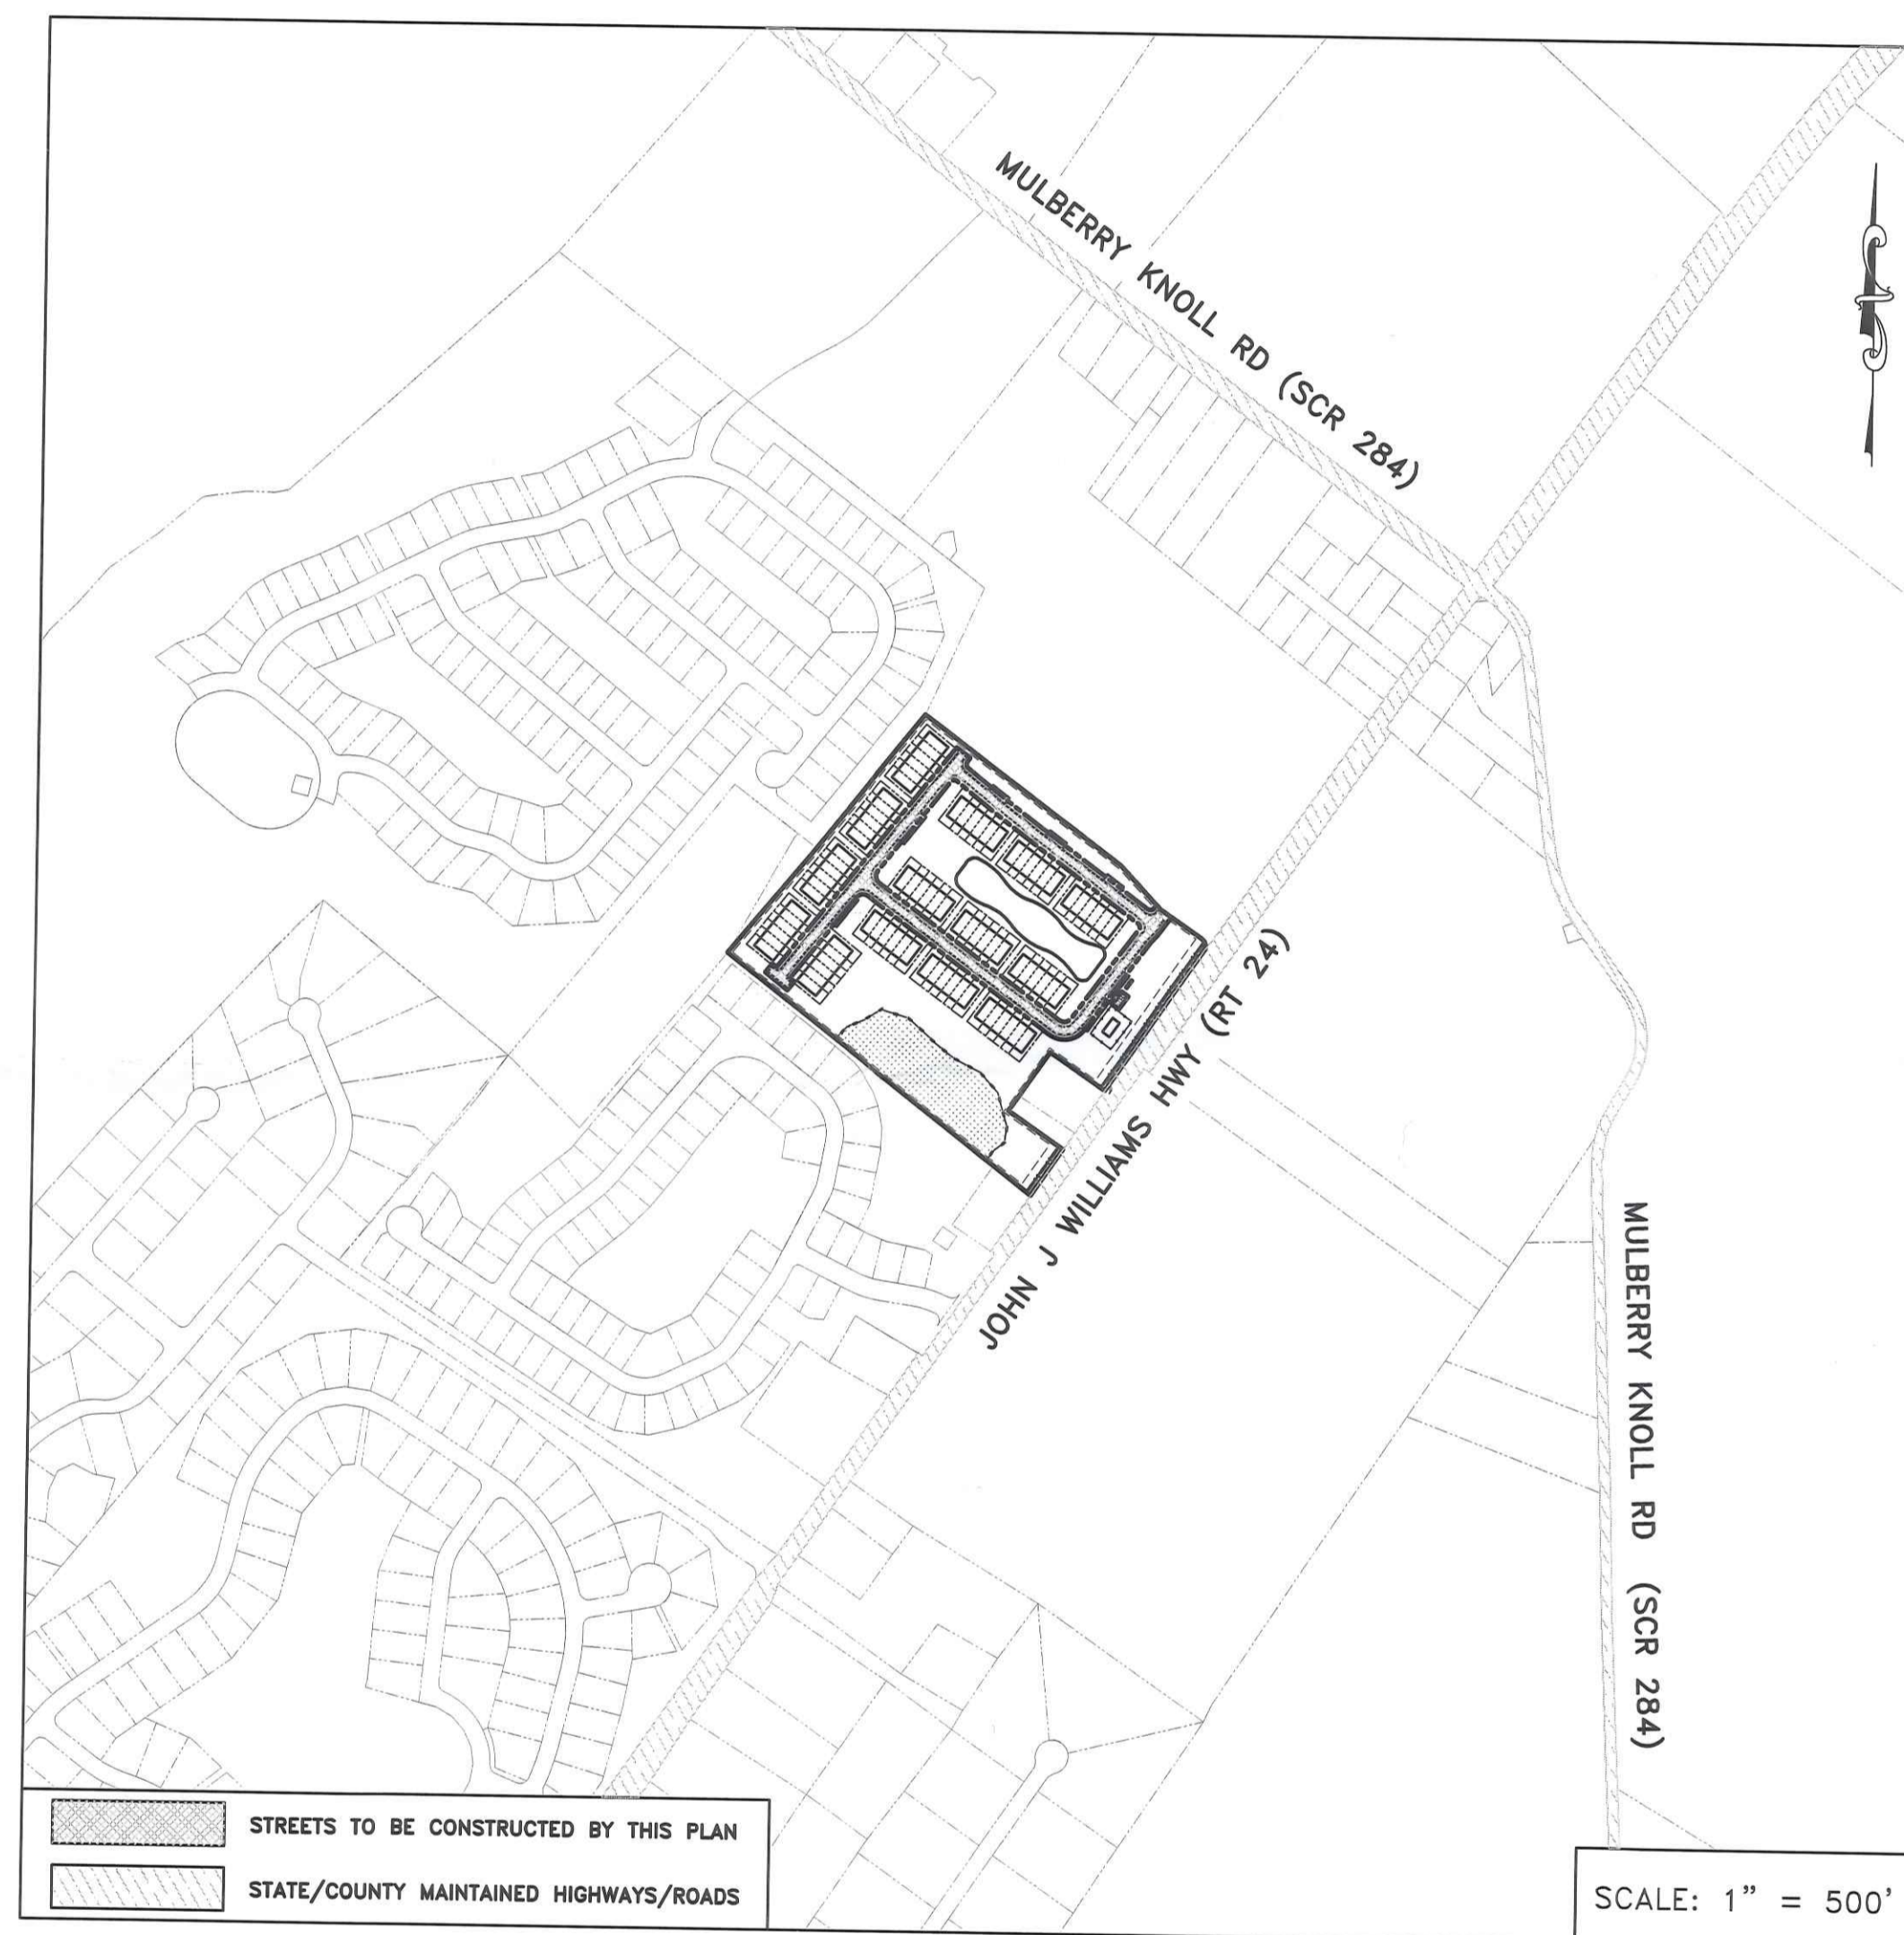 MULBERRY KNOLL RD (SCR 284)
JOHN J WILLIAMS HWY (RT 24)
MULBERRY KNOLL RD (SCR 284)
STREETS TO BE CONSTRUCTED BY THIS PLAN
STATE/COUNTY MAINTAINED HIGHWAYS/ROADS
SCALE: 1" = 500'